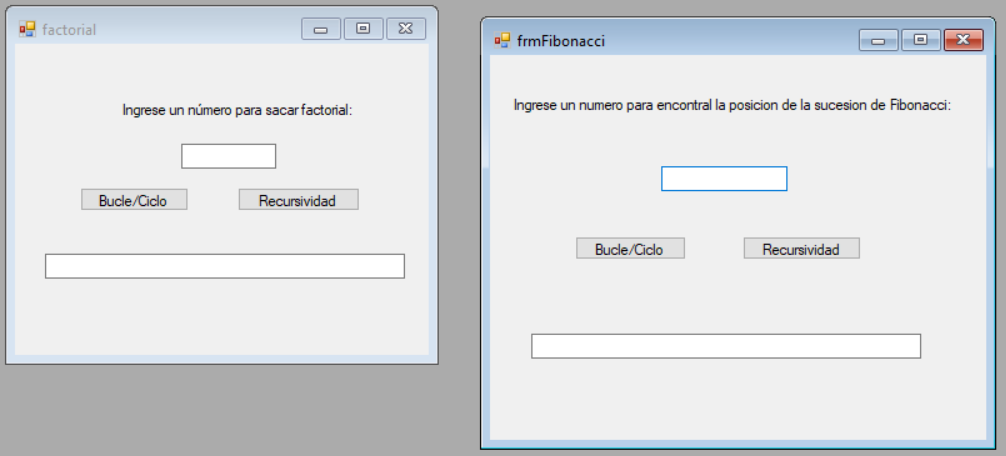 factorial
Ingrese un número para sacar factorial:
Bucle/Ciclo
Recursividad
frmFibonacci
Ingrese un numero para encontral la posicion de la sucesion de Fibonacci:
Bucle/Ciclo
Recursividad